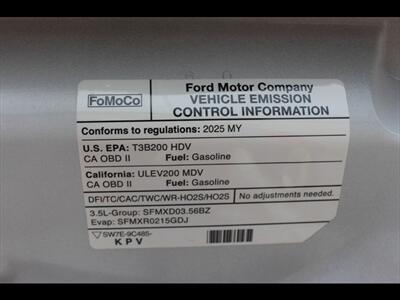 FoMoCo
Ford Motor Company
VEHICLE EMISSION
CONTROL INFORMATION
Conforms to regulations: 2025 MY
U.S. EPA: T3B200 HDV
CA OBD II Fuel: Gasoline
California: ULEV200 MDV
CA OBD II Fuel: Gasoline
DFI/TC/CAC/TWC/WR-HO2S/HO2S
No adjustments needed.
3.5L-Group: SFMXD03.56BZ
Evap: SFMXR0215GDJ
SW7E-9C485-
KPV